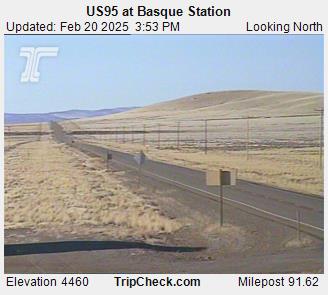 US95 at Basque Station
Updated: Feb 20 2025 3:53 PM Looking North
Elevation 4460 TripCheck.com Milepost 91.62